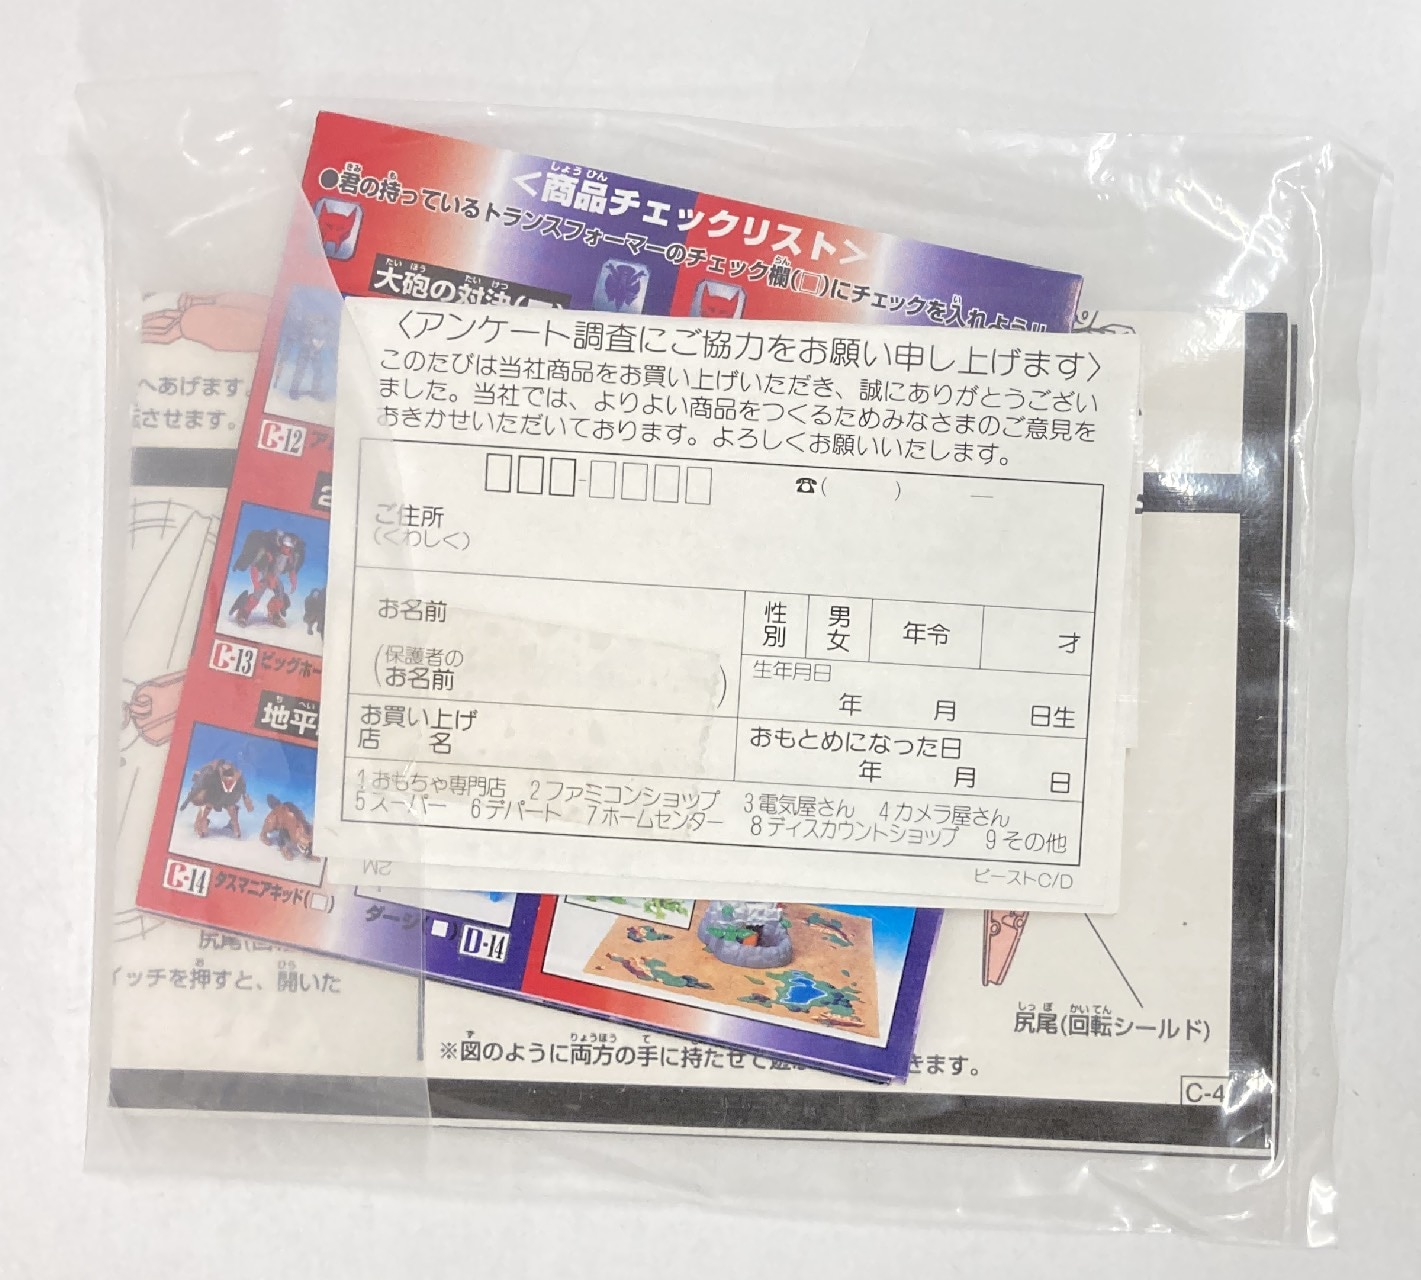 <商品チェックリスト>
●君の持っているトランスフォーマーのチェック欄(□)にチェックを入れよう!!
大砲の対決
C-12
C-13 ビッグホー
地平
C-14 タスマニアキッド(□)
ダージ(■) D-14
〈アンケート調査にご協力をお願い申し上げます〉
このたびは当社商品をお買い上げいただき、誠にありがとうござい
ました。当社では、よりよい商品をつくるためみなさまのご意見を
おきかせいただいております。よろしくお願いいたします。
□□□-□□□□ ☎( ) ―
ご住所
(くわしく)
お名前
(保護者の
お名前)
性別 男女 年令 才
生年月日
年 月 日生
お買い上げ
店 名
おもとめになった日
年 月 日
1おもちゃ専門店 2ファミコンショップ 3電気屋さん 4カメラ屋さん
5スーパー 6デパート 7ホームセンター 8ディスカウントショップ 9その他
ビーストC/D
へあげます。
させます。
イッチを押すと、開いた
尻尾(回転シールド)
※図のように両方の手に持たせて
きます。
C-4